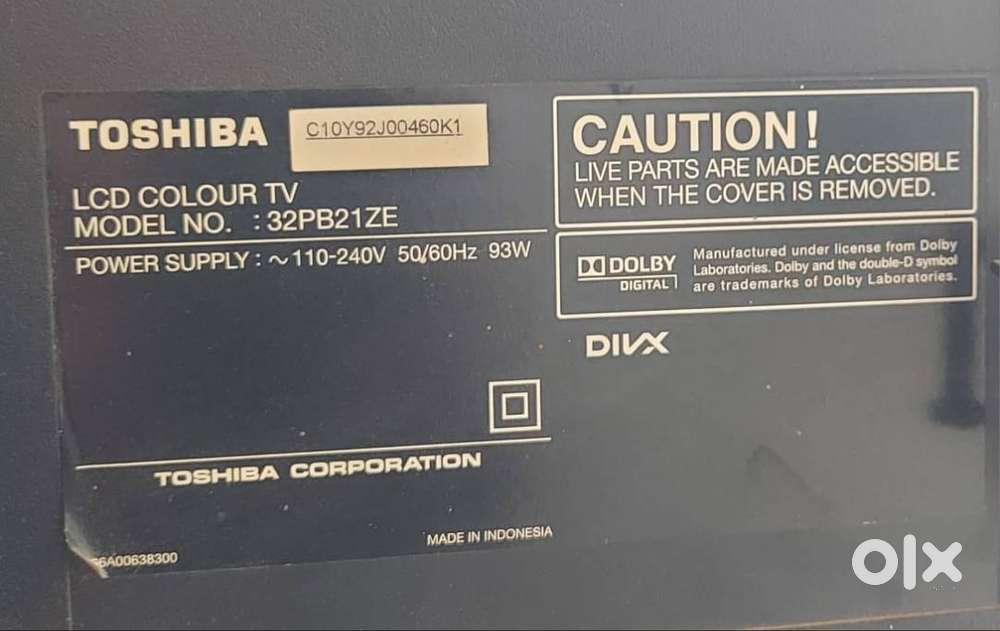 TOSHIBA
C10Y92J00460K1
LCD COLOUR TV
MODEL NO. : 32PB21ZE
POWER SUPPLY : ~110-240V 50/60Hz 93W
TOSHIBA CORPORATION
MADE IN INDONESIA
6A00638300
CAUTION!
LIVE PARTS ARE MADE ACCESSIBLE
WHEN THE COVER IS REMOVED.
DOLBY
DIGITAL
Manufactured under license from Dolby
Laboratories. Dolby and the double-D symbol
are trademarks of Dolby Laboratories.
DIVX
olx